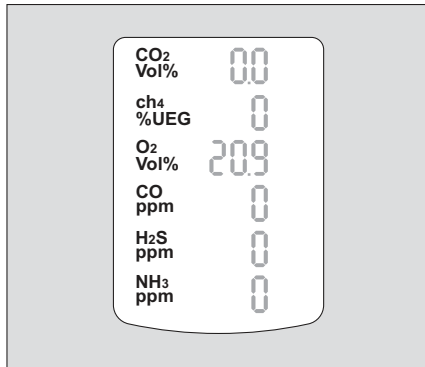 CO2 0.0
Vol%
ch4 0
%UEG
O2 20.9
Vol%
CO 0
ppm
H2S 0
ppm
NH3 0
ppm